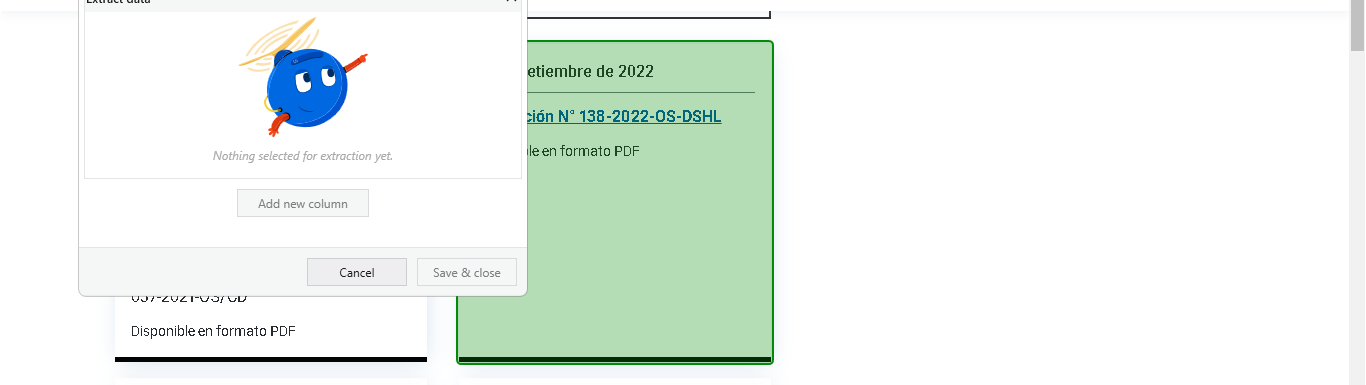 Extract data
etiembre de 2022
ción N° 138-2022-OS-DSHL
le en formato PDF
Nothing selected for extraction yet.
Add new column
Cancel
Save & close
037-2021-OS/CD
Disponible en formato PDF